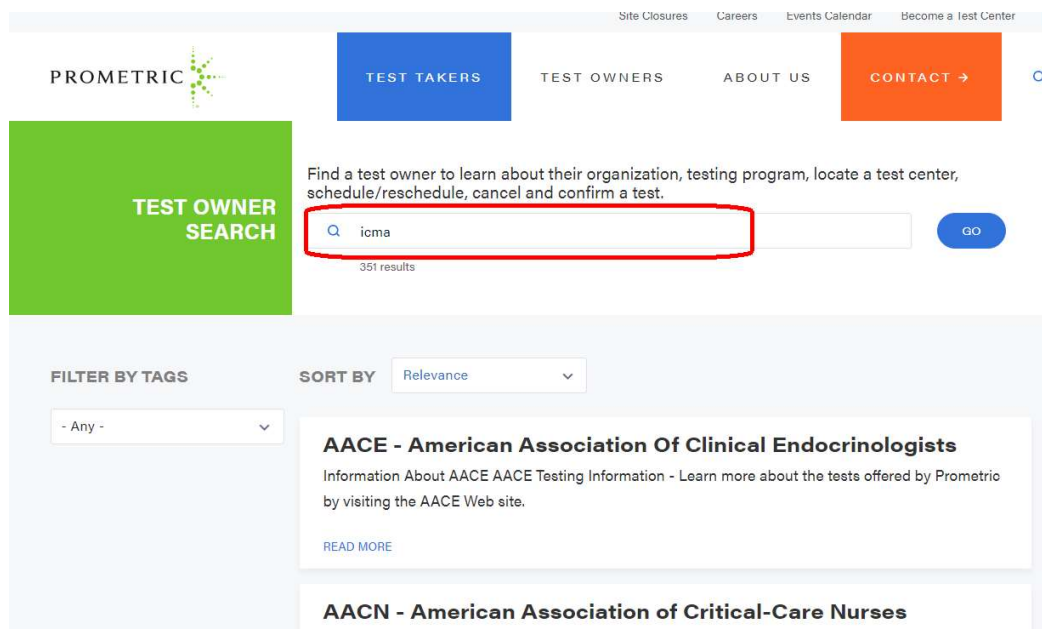 Site Closures Careers Events Calendar Become a Test Center
PROMETRIC
TEST TAKERS TEST OWNERS ABOUT US CONTACT →
TEST OWNER
SEARCH
Find a test owner to learn about their organization, testing program, locate a test center,
schedule/reschedule, cancel and confirm a test.
icma
GO
351 results
FILTER BY TAGS
- Any -
SORT BY Relevance
AACE - American Association Of Clinical Endocrinologists
Information About AACE AACE Testing Information - Learn more about the tests offered by Prometric
by visiting the AACE Web site.
READ MORE
AACN - American Association of Critical-Care Nurses